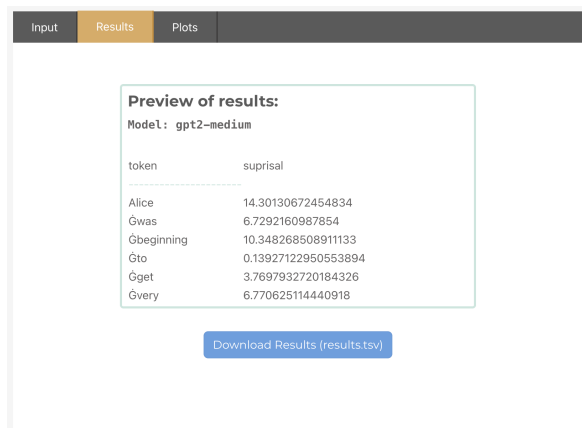 Input Results Plots
Preview of results:
Model: gpt2-medium
token suprisal
----------------------
Alice 14.30130672454834
Ġwas 6.7292160987854
Ġbeginning 10.348268508911133
Ġto 0.13927122950553894
Ġget 3.7697932720184326
Ġvery 6.770625114440918
Download Results (results.tsv)